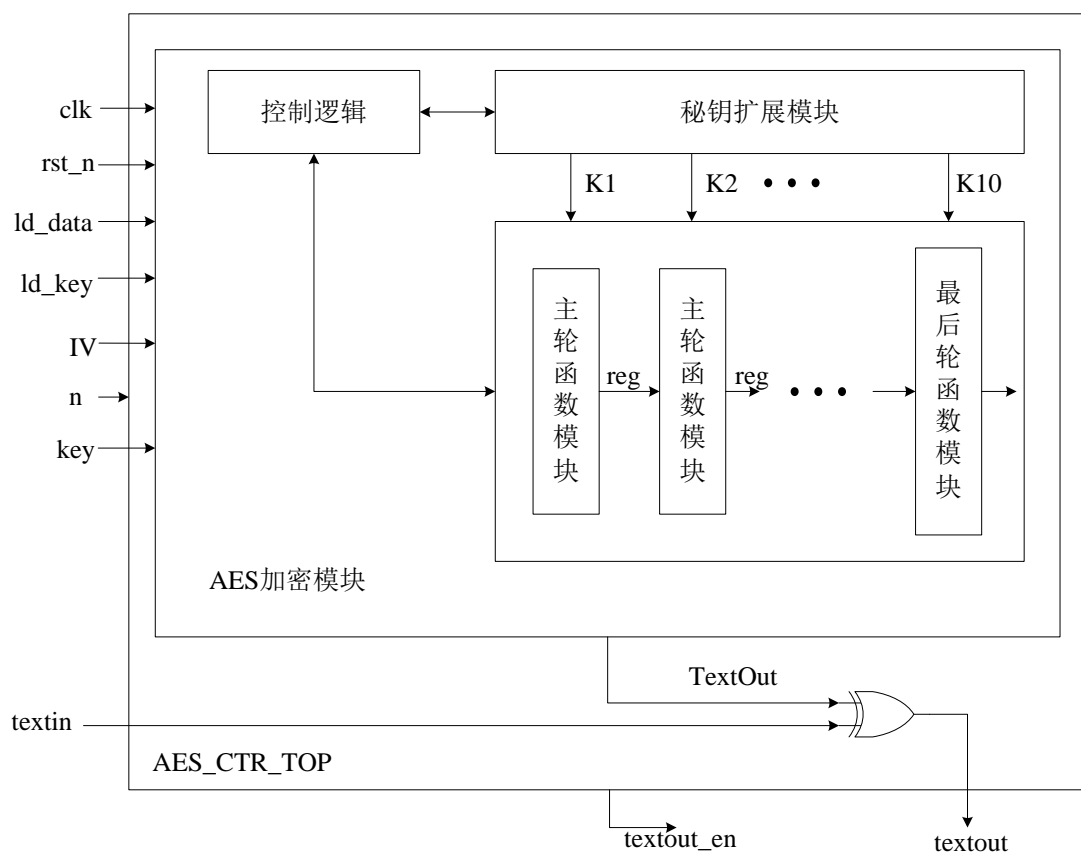 clk
rst_n
ld_data
ld_key
IV
n
key
textin
控制逻辑
秘钥扩展模块
K1
K2
K10
主轮函数模块
reg
主轮函数模块
reg
最后轮函数模块
AES加密模块
TextOut
AES_CTR_TOP
textout_en
textout